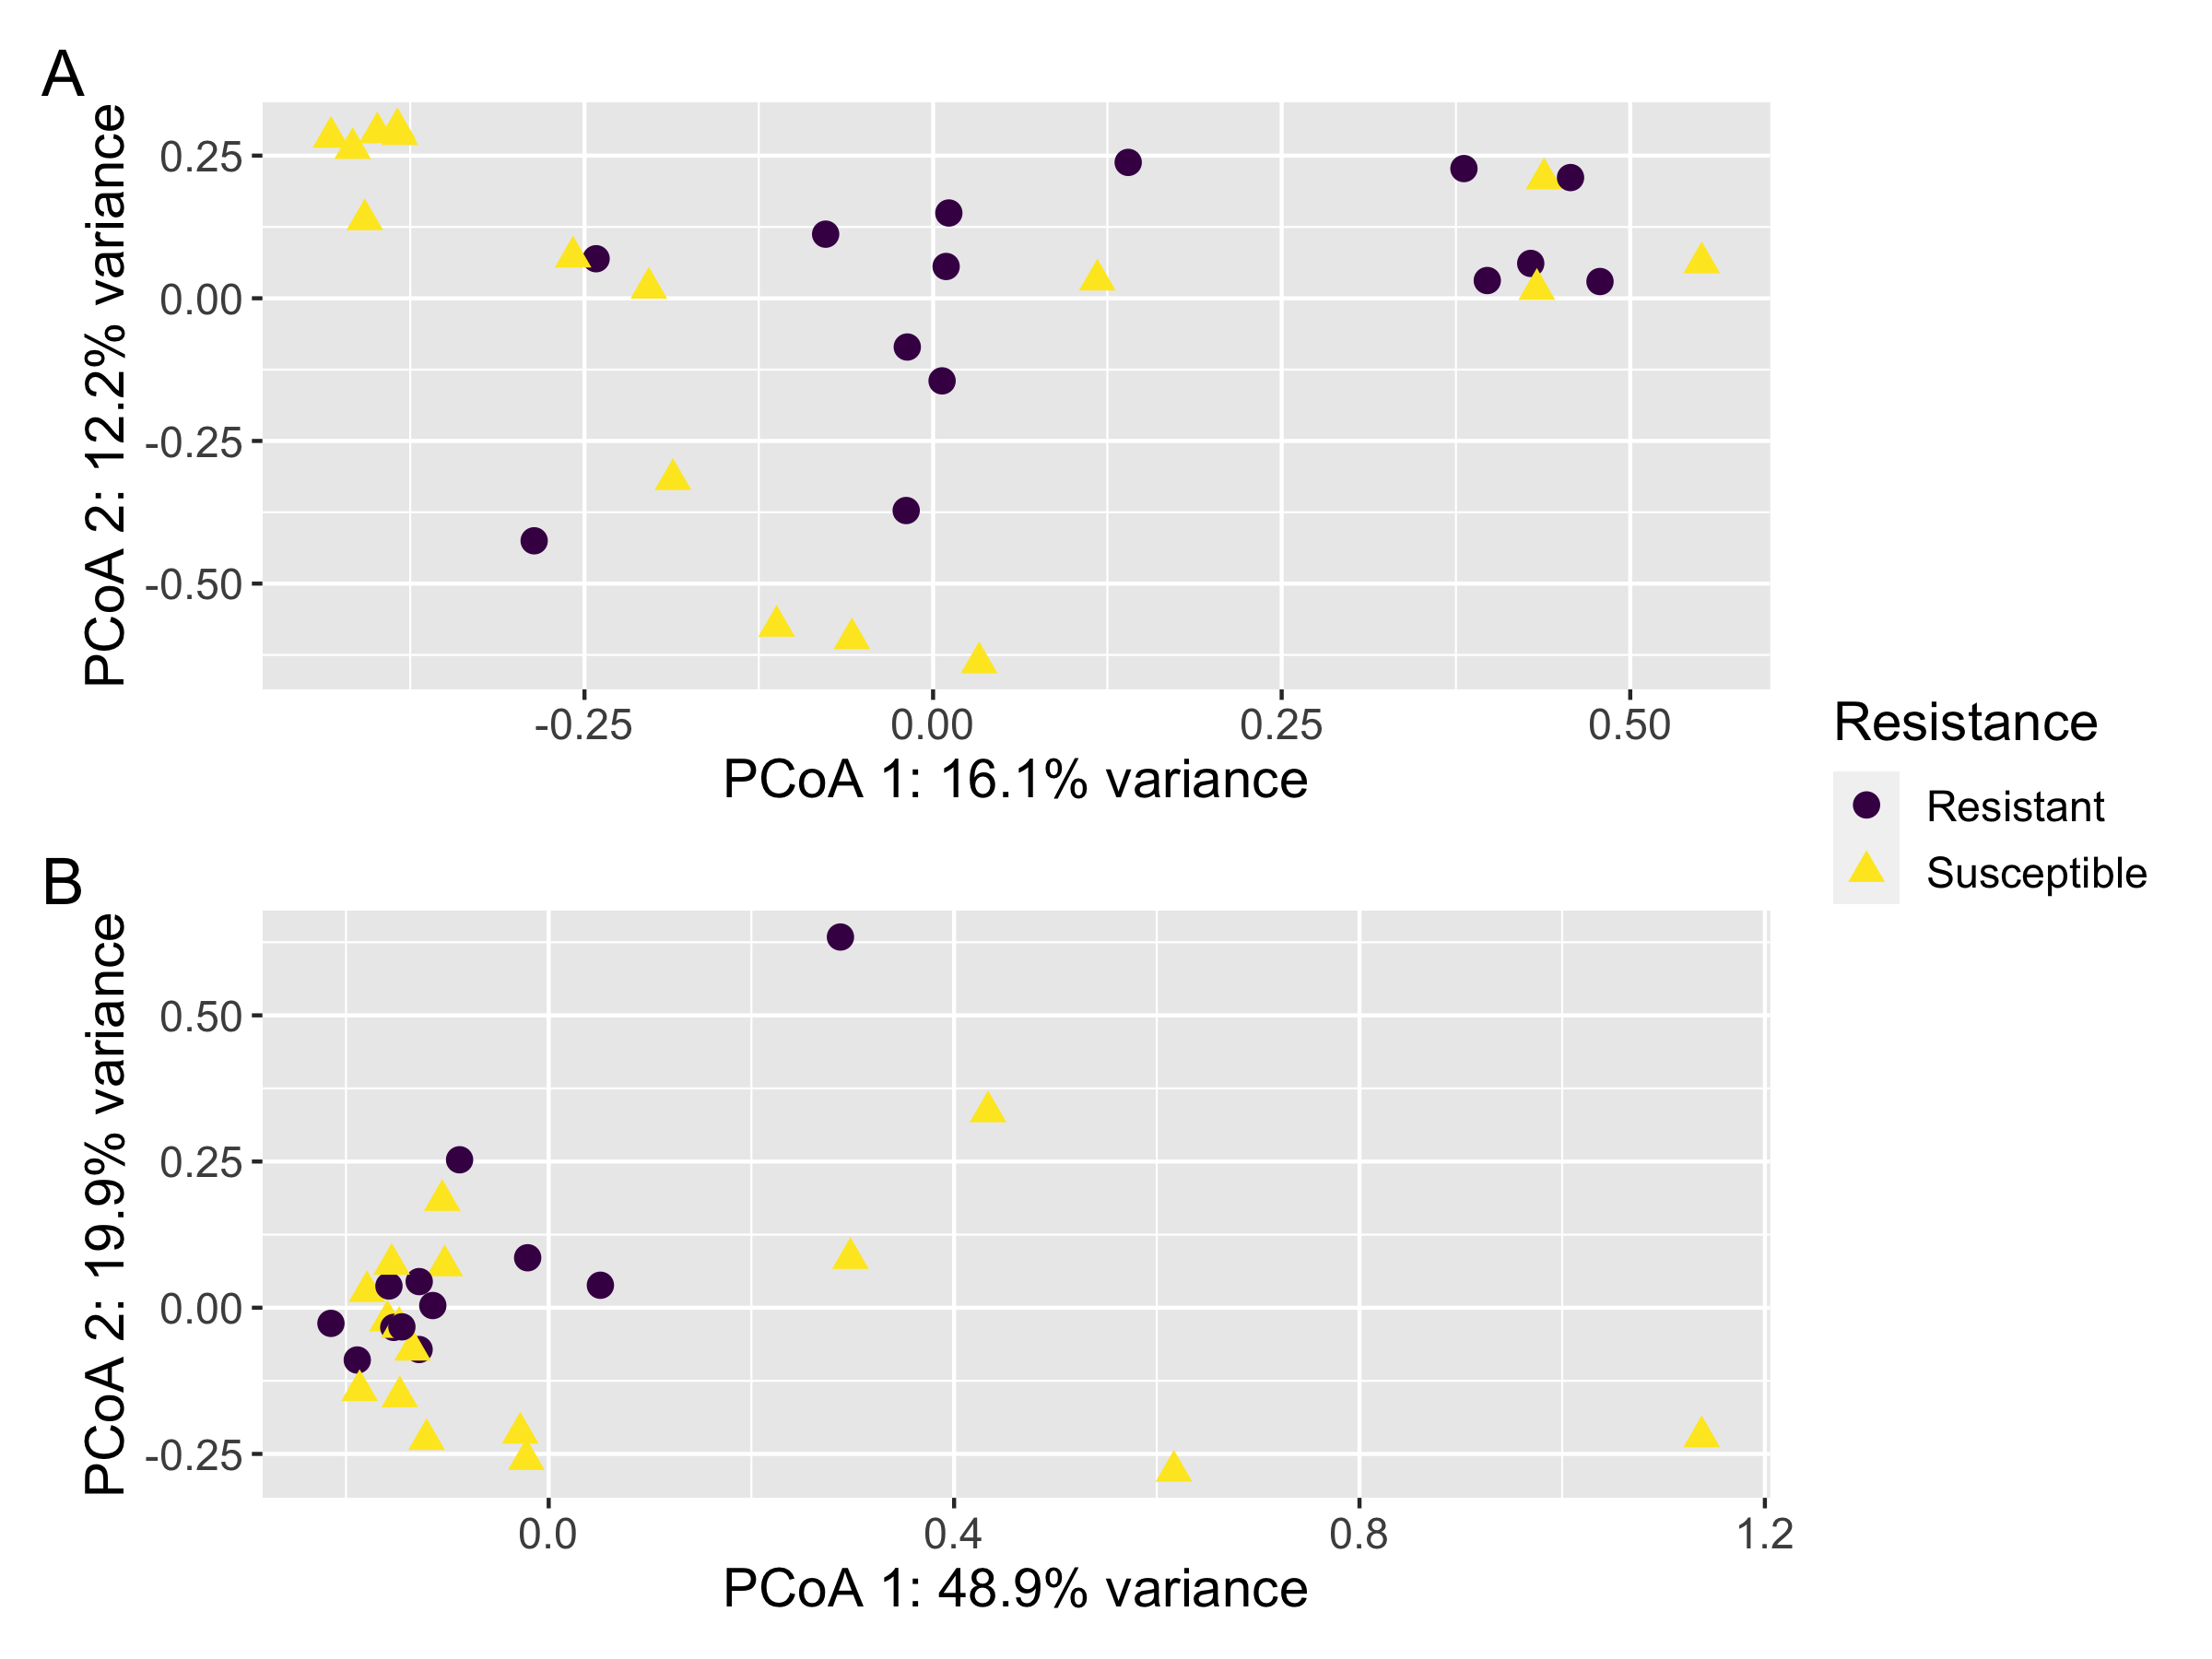 A
PCoA 2: 12.2% variance
0.25
0.00
-0.25
-0.50
-0.25 0.00 0.25 0.50
PCoA 1: 16.1% variance
Resistance
Resistant
Susceptible
B
PCoA 2: 19.9% variance
0.50
0.25
0.00
-0.25
0.0 0.4 0.8 1.2
PCoA 1: 48.9% variance